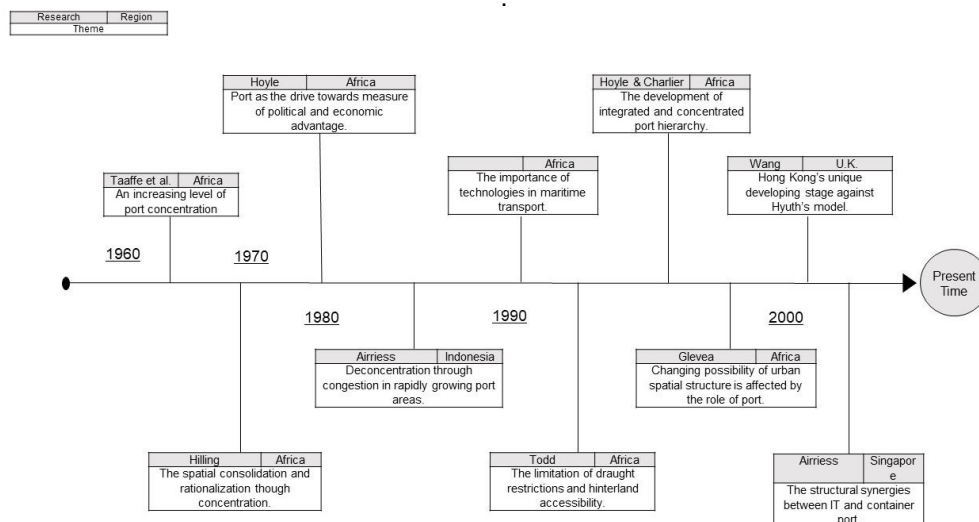 Research Region
Theme
Hoyle Africa
Port as the drive towards measure
of political and economic
advantage.
Hoyle & Charlier Africa
The development of
integrated and concentrated
port hierarchy.
Taaffe et al. Africa
An increasing level of
port concentration
Africa
The importance of
technologies in maritime
transport.
Wang U.K.
Hong Kong's unique
developing stage against
Hyuth's model.
1960
1970
Present
Time
1980
1990
2000
Airriess Indonesia
Deconcentration through
congestion in rapidly growing port
areas.
Glevea Africa
Changing possibility of urban
spatial structure is affected by
the role of port.
Hilling Africa
The spatial consolidation and
rationalization though
concentration.
Todd Africa
The limitation of draught
restrictions and hinterland
accessibility.
Airriess Singapor
e
The structural synergies
between IT and container
port.